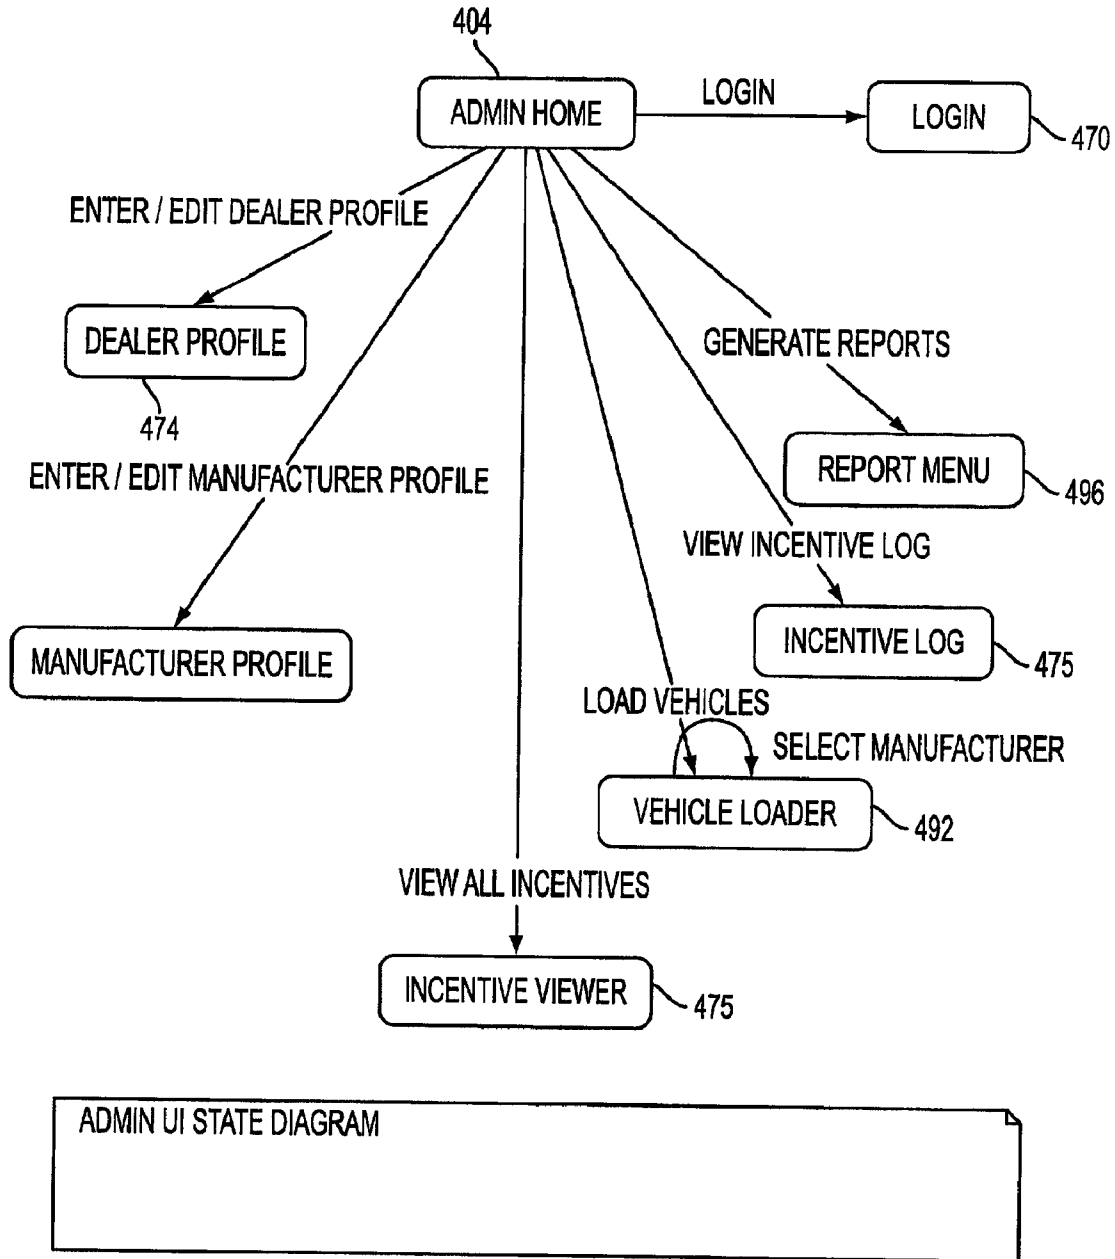 404
ADMIN HOME
LOGIN
LOGIN
470
ENTER / EDIT DEALER PROFILE
DEALER PROFILE
474
GENERATE REPORTS
REPORT MENU
496
ENTER / EDIT MANUFACTURER PROFILE
VIEW INCENTIVE LOG
INCENTIVE LOG
475
MANUFACTURER PROFILE
LOAD VEHICLES
SELECT MANUFACTURER
VEHICLE LOADER
492
VIEW ALL INCENTIVES
INCENTIVE VIEWER
475
ADMIN UI STATE DIAGRAM